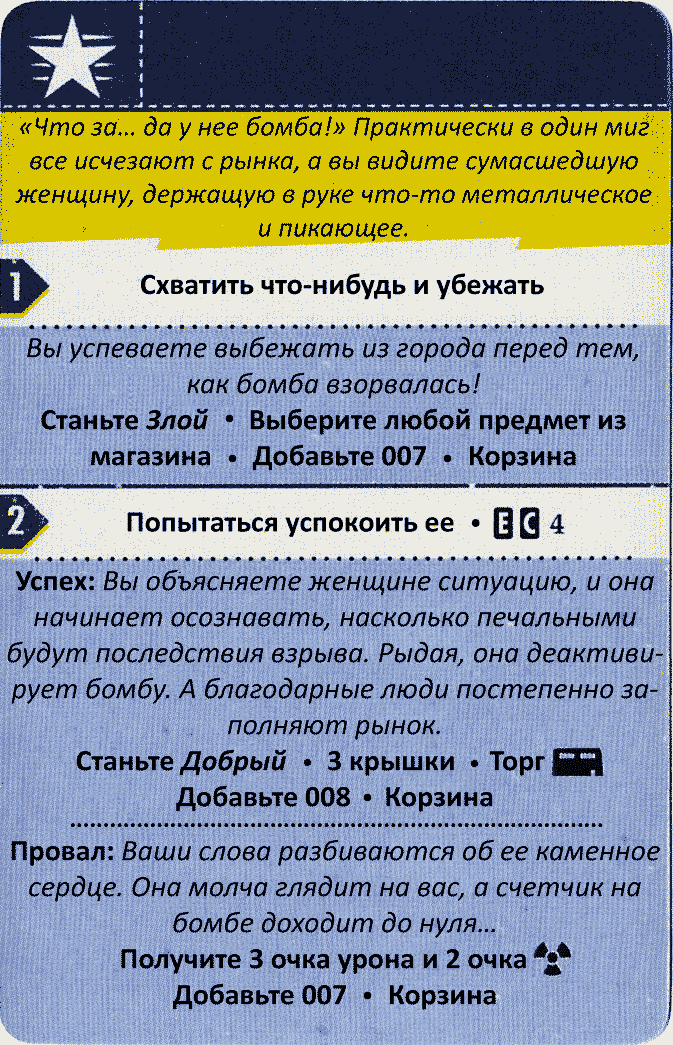 «Что за... да у нее бомба!» Практически в один миг
все исчезают с рынка, а вы видите сумасшедшую
женщину, держащую в руке что-то металлическое
и пикающее.
1 Схватить что-нибудь и убежать
Вы успеваете выбежать из города перед тем,
как бомба взорвалась!
Станьте Злой • Выберите любой предмет из
магазина • Добавьте 007 • Корзина
2 Попытаться успокоить ее • E C 4
Успех: Вы объясняете женщине ситуацию, и она
начинает осознавать, насколько печальными
будут последствия взрыва. Рыдая, она деактиви-
рует бомбу. А благодарные люди постепенно за-
полняют рынок.
Станьте Добрый • 3 крышки • Торг
Добавьте 008 • Корзина
Провал: Ваши слова разбиваются об ее каменное
сердце. Она молча глядит на вас, а счетчик на
бомбе доходит до нуля...
Получите 3 очка урона и 2 очка
Добавьте 007 • Корзина